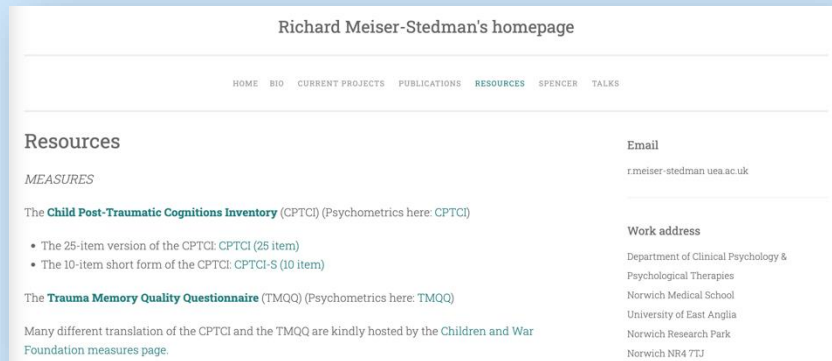 Richard Meiser-Stedman's homepage
HOME BIO CURRENT PROJECTS PUBLICATIONS RESOURCES SPENCER TALKS
Resources
MEASURES
The Child Post-Traumatic Cognitions Inventory (CPTCI) (Psychometrics here: CPTCI)
• The 25-item version of the CPTCI: CPTCI (25 item)
• The 10-item short form of the CPTCI: CPTCI-S (10 item)
The Trauma Memory Quality Questionnaire (TMQQ) (Psychometrics here: TMQQ)
Many different translation of the CPTCI and the TMQQ are kindly hosted by the Children and War
Foundation measures page.
Email
r.meiser-stedman uea.ac.uk
Work address
Department of Clinical Psychology &
Psychological Therapies
Norwich Medical School
University of East Anglia
Norwich Research Park
Norwich NR4 7TJ